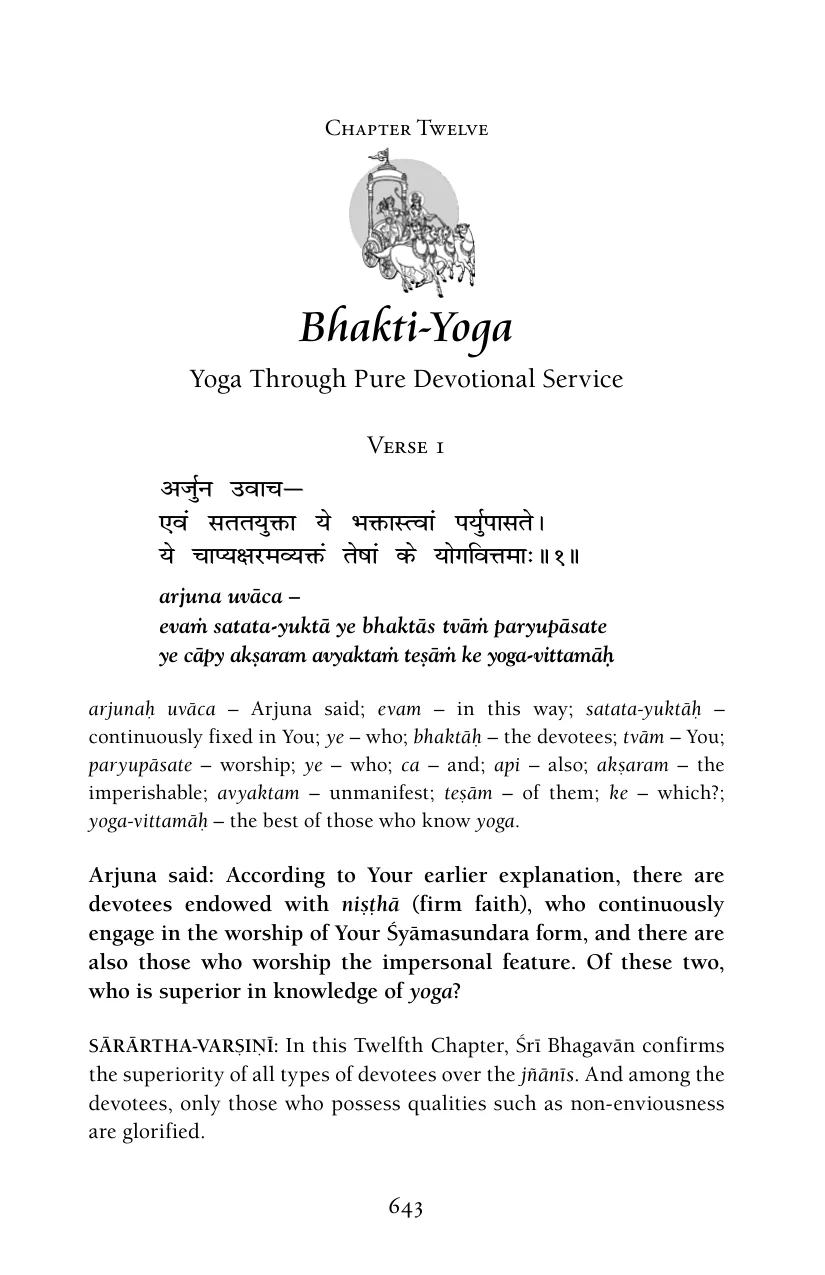 Chapter Twelve
Bhakti-Yoga
Yoga Through Pure Devotional Service
Verse 1
अर्जुन उवाच—
एवं सततयुक्ता ये भक्तास्त्वां पर्युपासते।
ये चाप्यक्षरमव्यक्तं तेषां के योगवित्तमाः॥१॥
arjuna uvāca –
evaṁ satata-yuktā ye bhaktās tvāṁ paryupāsate
ye cāpy akṣaram avyaktaṁ teṣāṁ ke yoga-vittamāḥ
arjunaḥ uvāca – Arjuna said; evam – in this way; satata-yuktāḥ –
continuously fixed in You; ye – who; bhaktāḥ – the devotees; tvām – You;
paryupāsate – worship; ye – who; ca – and; api – also; akṣaram – the
imperishable; avyaktam – unmanifest; teṣām – of them; ke – which?;
yoga-vittamāḥ – the best of those who know yoga.
Arjuna said: According to Your earlier explanation, there are
devotees endowed with niṣṭhā (firm faith), who continuously
engage in the worship of Your Śyāmasundara form, and there are
also those who worship the impersonal feature. Of these two,
who is superior in knowledge of yoga?
SĀRĀRTHA-VARṢIṆĪ: In this Twelfth Chapter, Śrī Bhagavān confirms
the superiority of all types of devotees over the jñānīs. And among the
devotees, only those who possess qualities such as non-enviousness
are glorified.
643